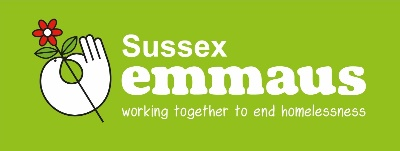 Sussex
emmaus
working together to end homelessness